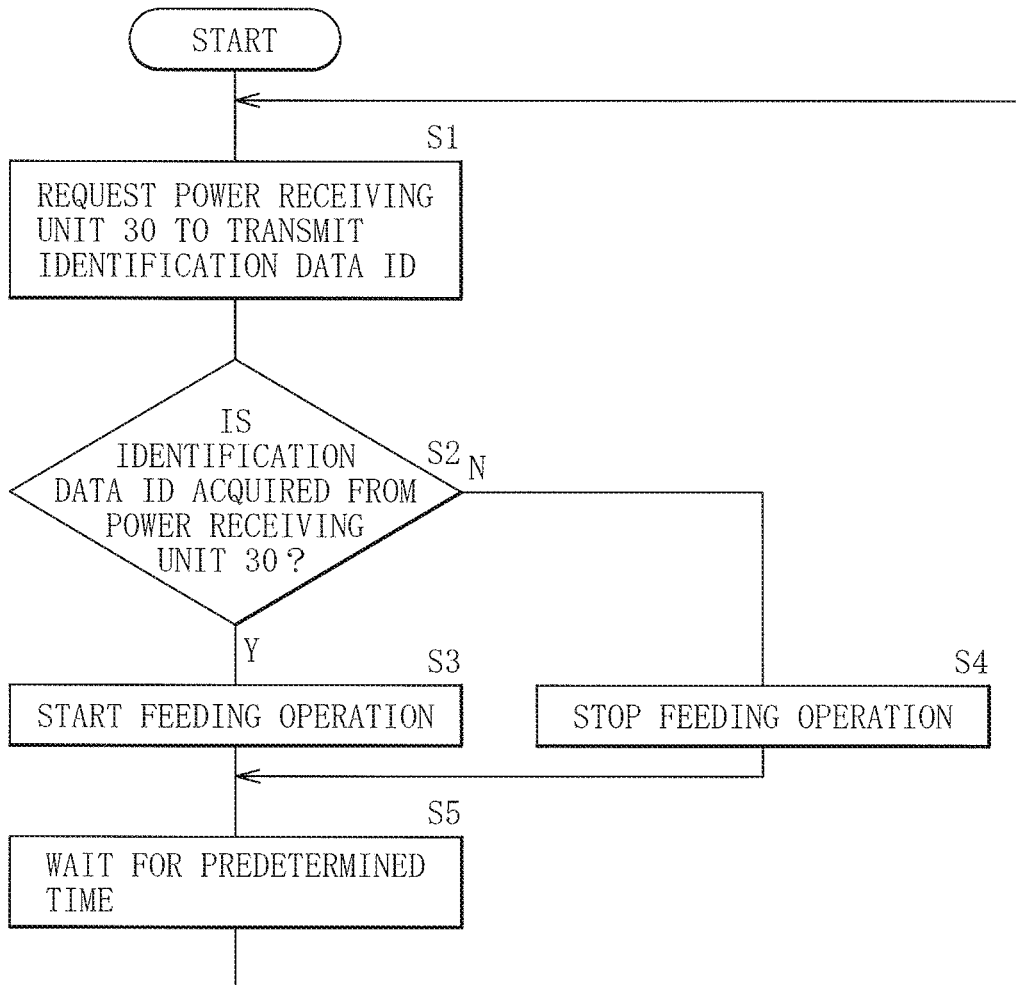 START
S1
REQUEST POWER RECEIVING
UNIT 30 TO TRANSMIT
IDENTIFICATION DATA ID
IS
IDENTIFICATION
DATA ID ACQUIRED FROM
POWER RECEIVING
UNIT 30?
S2
N
Y
S3
START FEEDING OPERATION
S4
STOP FEEDING OPERATION
S5
WAIT FOR PREDETERMINED
TIME